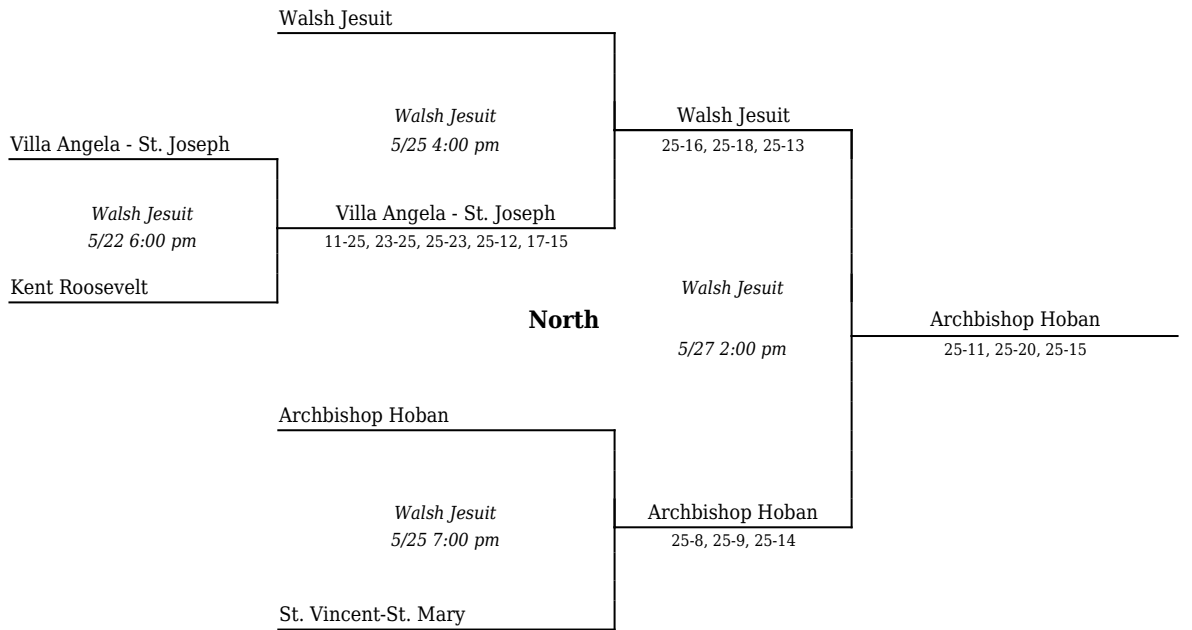 Walsh Jesuit
Walsh Jesuit
5/25 4:00 pm
Walsh Jesuit
25-16, 25-18, 25-13
Villa Angela - St. Joseph
Walsh Jesuit
5/22 6:00 pm
Villa Angela - St. Joseph
11-25, 23-25, 25-23, 25-12, 17-15
Kent Roosevelt
North
Walsh Jesuit
5/27 2:00 pm
Archbishop Hoban
25-11, 25-20, 25-15
Archbishop Hoban
Walsh Jesuit
5/25 7:00 pm
Archbishop Hoban
25-8, 25-9, 25-14
St. Vincent-St. Mary